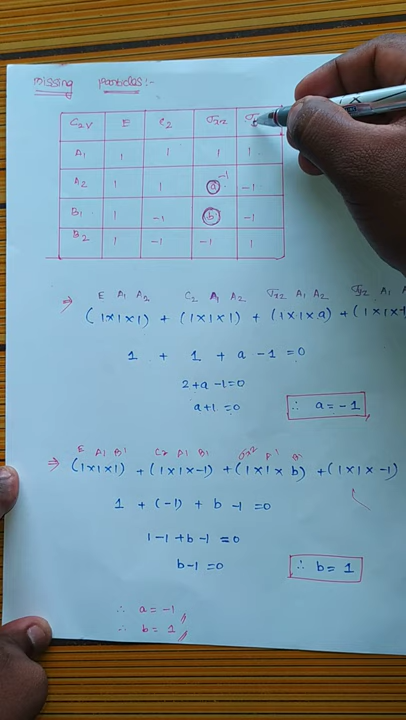 missing Particles:-
C2V E C2 σxz σ
A1 1 1 1 1
A2 1 1 a -1 -1
B1 1 -1 b -1
B2 1 -1 -1 1
E A1 A2 C2 A1 A2 σxz A1 A2 σyz A1 A
⇒ (1×1×1) + (1×1×1) + (1×1×a) + (1×1×-1
1 + 1 + a - 1 = 0
2+a-1=0
a+1=0 ∴ a=-1
E A1 B1 C2 A1 B1 σxz A1 B1
⇒ (1×1×1) + (1×1×-1) + (1×1×b) + (1×1×-1)
1 + (-1) + b - 1 = 0
1-1+b-1=0
b-1=0 ∴ b=1
∴ a=-1
∴ b=1